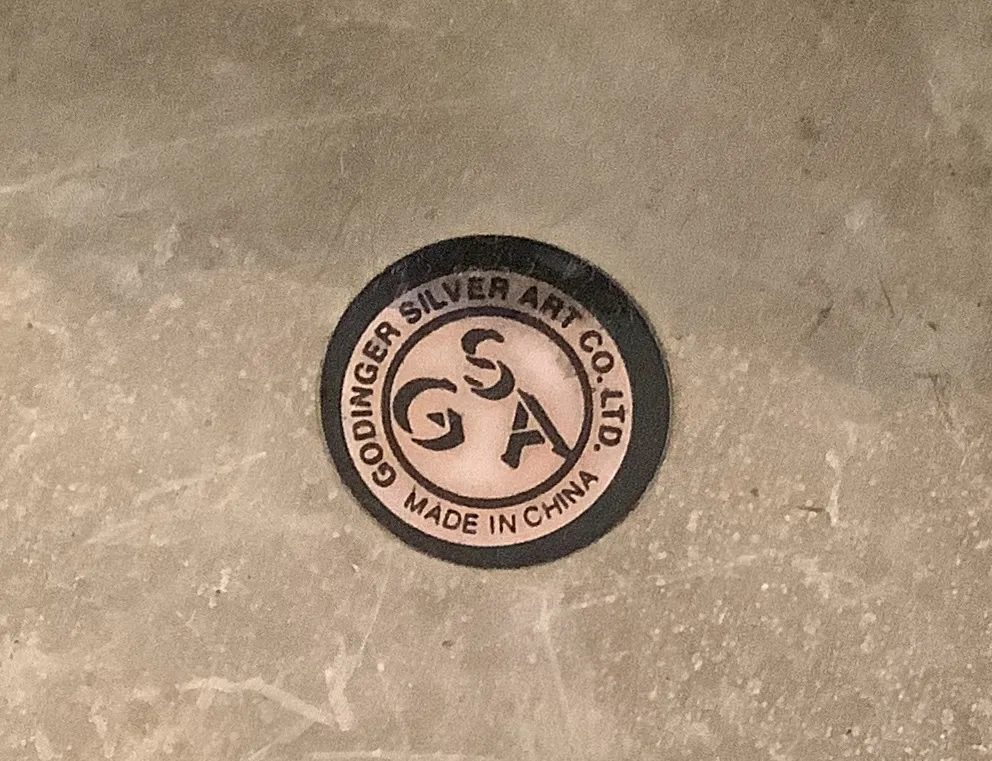 GODINGER SILVER ART CO. LTD.
GSA
MADE IN CHINA